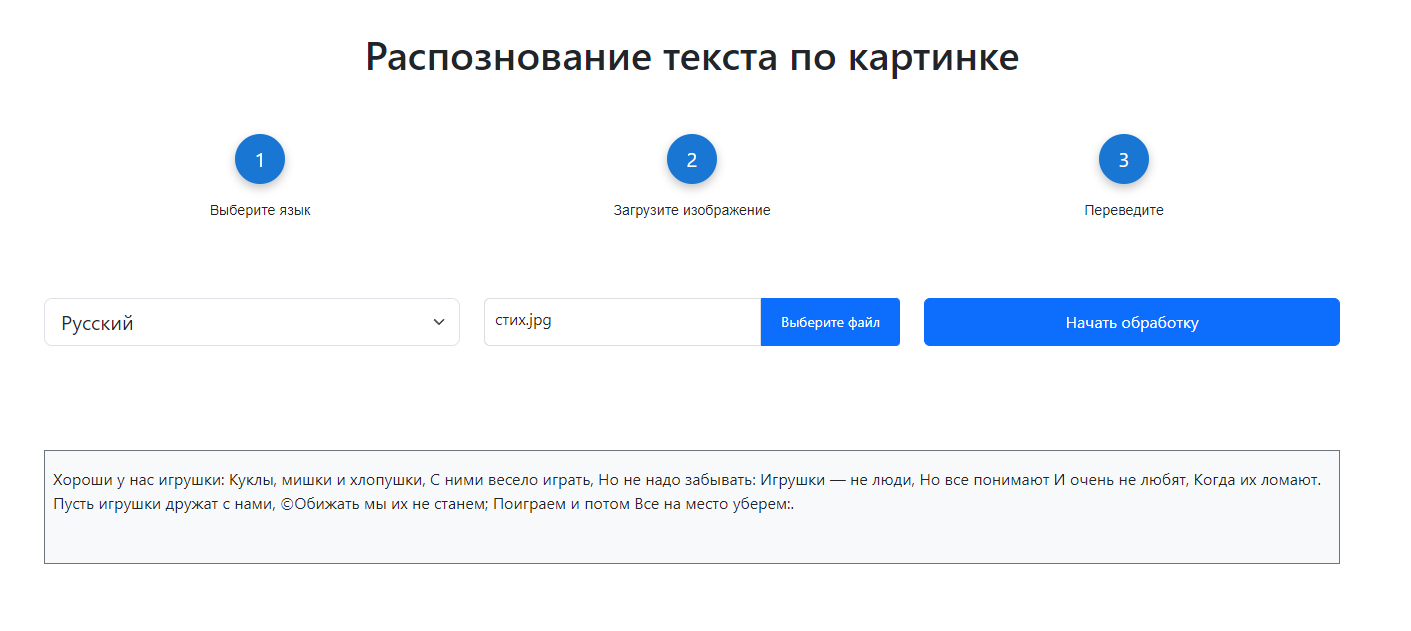 Распознование текста по картинке
1
2
3
Выберите язык
Загрузите изображение
Переведите
Русский
стих.jpg
Выберите файл
Начать обработку
Хороши у нас игрушки: Куклы, мишки и хлопушки, С ними весело играть, Но не надо забывать: Игрушки — не люди, Но все понимают И очень не любят, Когда их ломают.
Пусть игрушки дружат с нами, ©Обижать мы их не станем; Поиграем и потом Все на место уберем:.